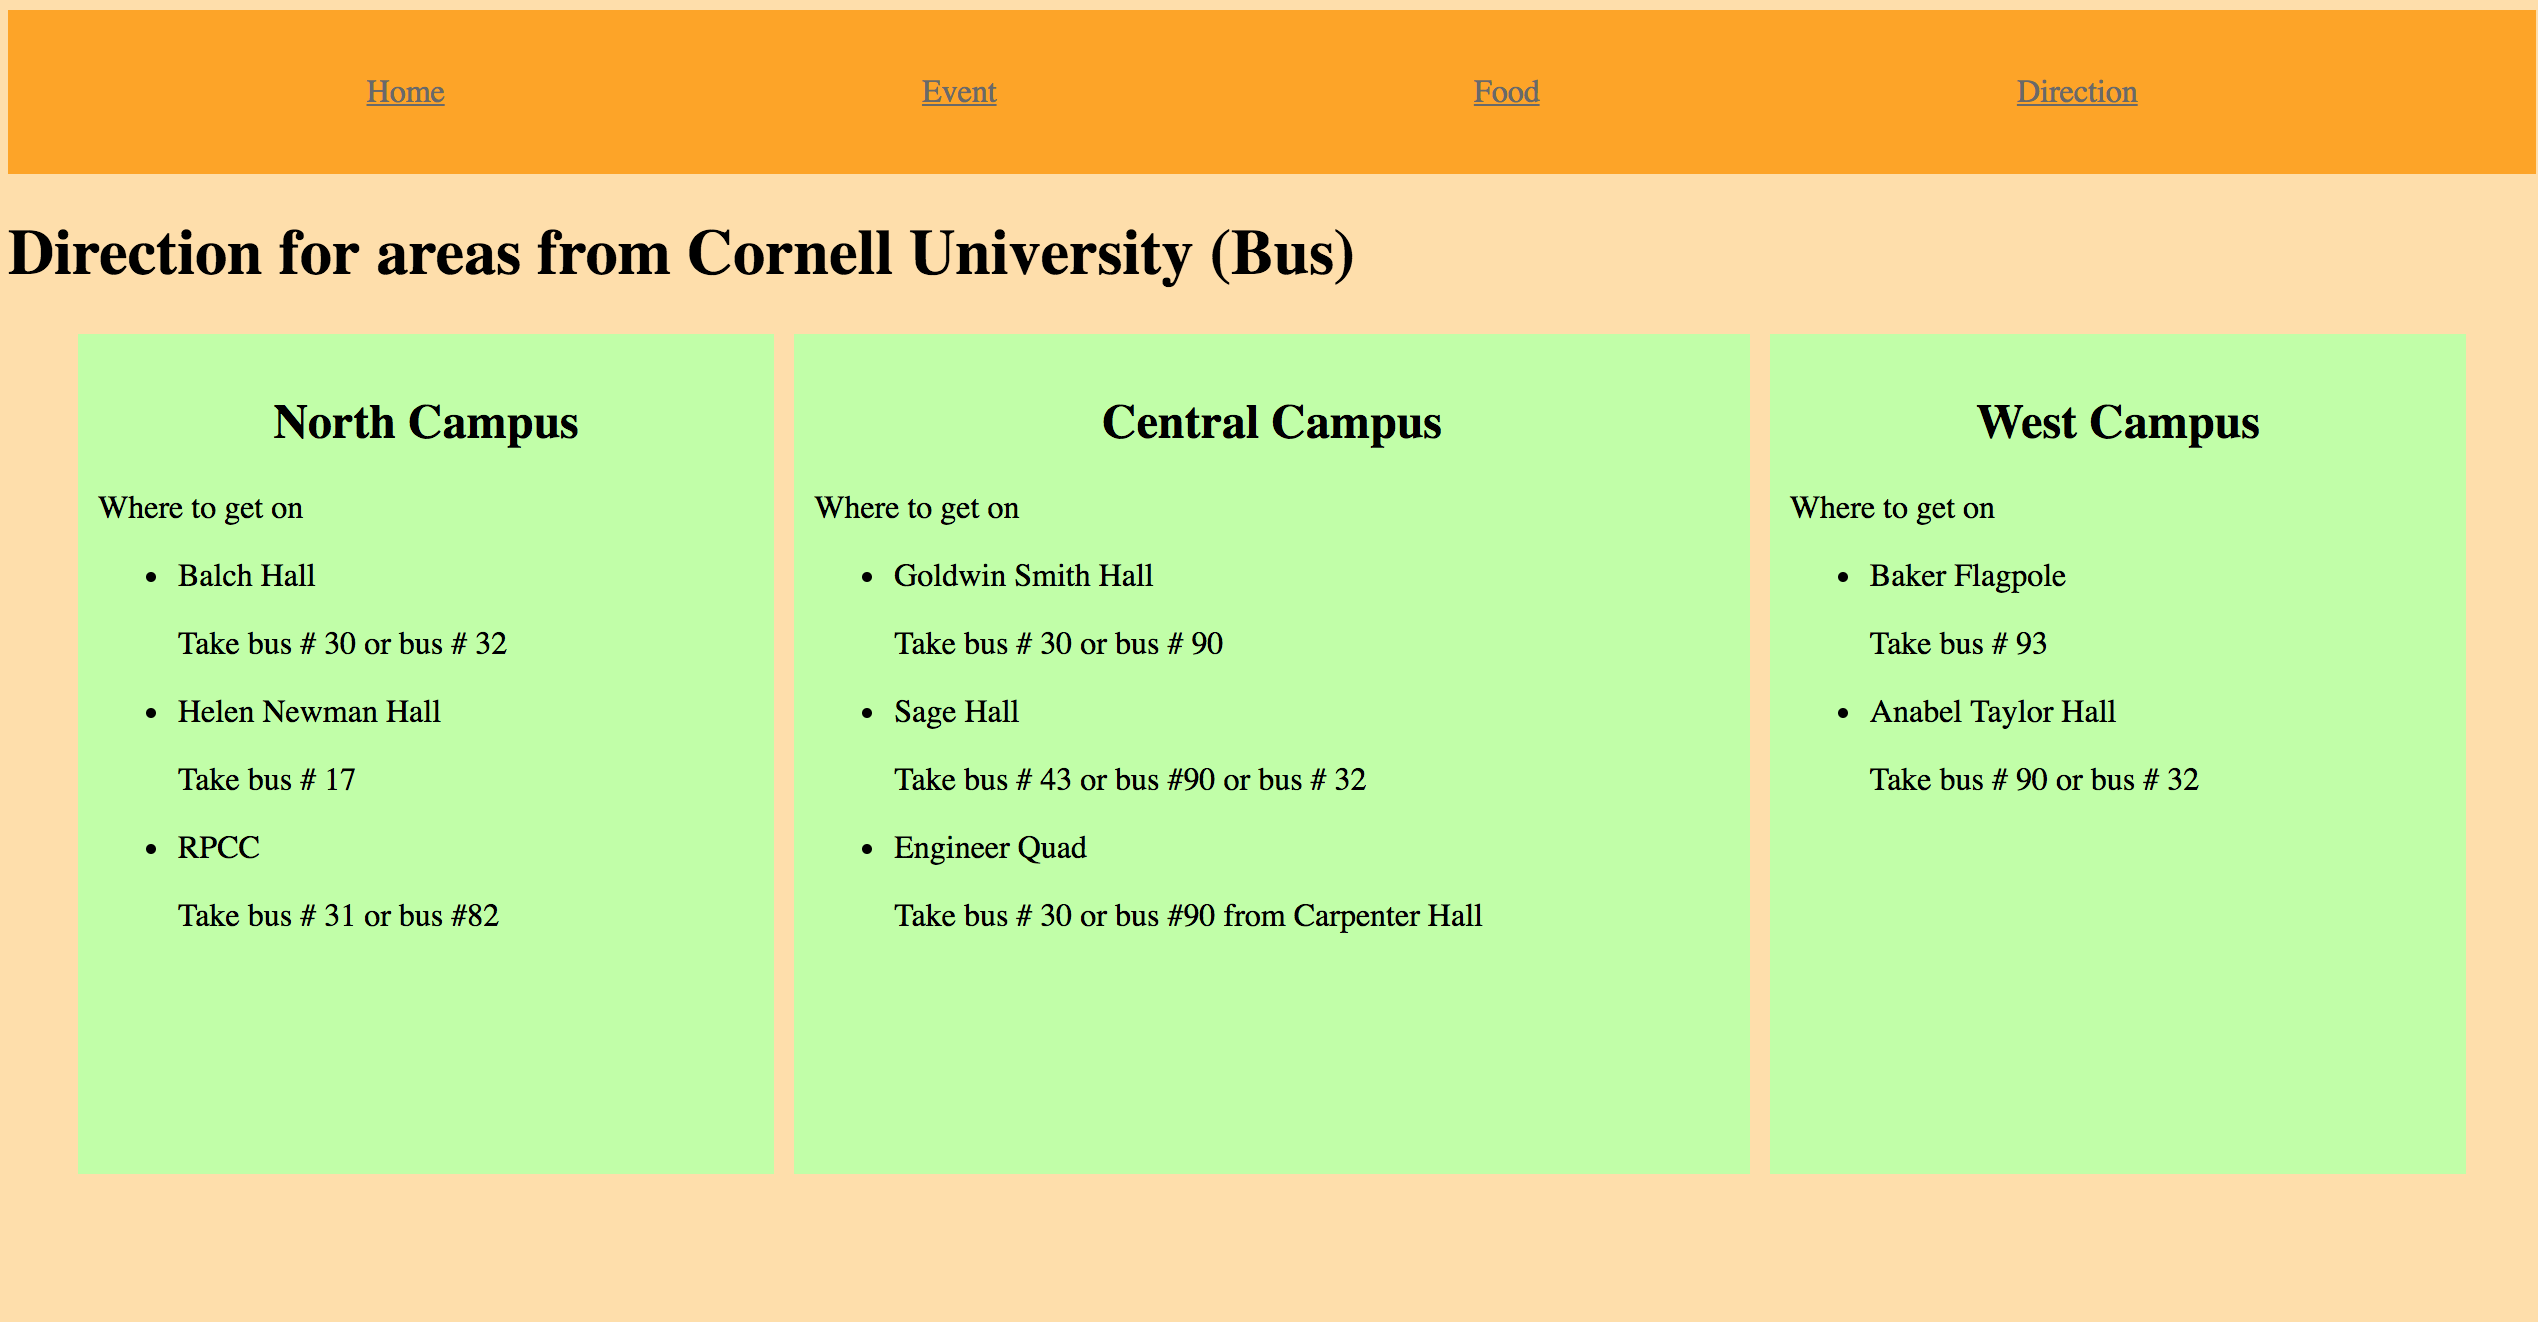 Home Event Food Direction
Direction for areas from Cornell University (Bus)
North Campus
Where to get on
• Balch Hall
Take bus # 30 or bus # 32
• Helen Newman Hall
Take bus # 17
• RPCC
Take bus # 31 or bus #82
Central Campus
Where to get on
• Goldwin Smith Hall
Take bus # 30 or bus # 90
• Sage Hall
Take bus # 43 or bus #90 or bus # 32
• Engineer Quad
Take bus # 30 or bus #90 from Carpenter Hall
West Campus
Where to get on
• Baker Flagpole
Take bus # 93
• Anabel Taylor Hall
Take bus # 90 or bus # 32